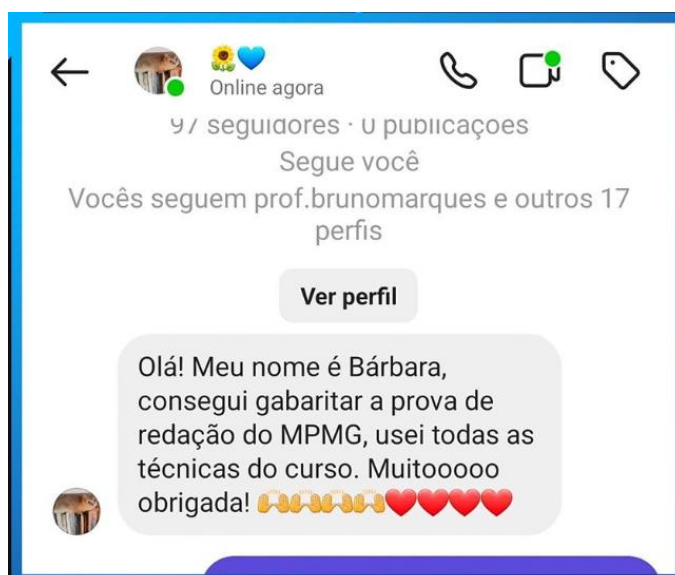 🌻💙
Online agora
97 seguidores · 0 publicações
Segue você
Vocês seguem prof.brunomarques e outros 17
perfis
Ver perfil
Olá! Meu nome é Bárbara,
consegui gabaritar a prova de
redação do MPMG, usei todas as
técnicas do curso. Muitooooo
obrigada! 🙌🙌🙌🙌❤️❤️❤️❤️